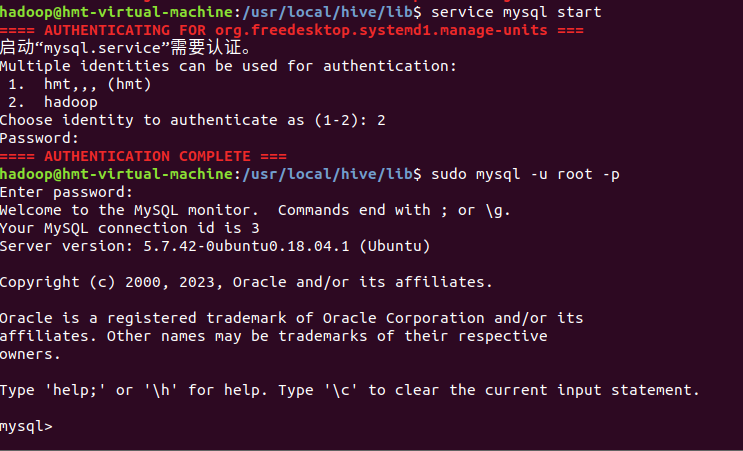 hadoop@hmt-virtual-machine:/usr/local/hive/lib$ service mysql start
==== AUTHENTICATING FOR org.freedesktop.systemd1.manage-units ===
启动“mysql.service”需要认证。
Multiple identities can be used for authentication:
 1.  hmt,,, (hmt)
 2.  hadoop
Choose identity to authenticate as (1-2): 2
Password:
==== AUTHENTICATION COMPLETE ===
hadoop@hmt-virtual-machine:/usr/local/hive/lib$ sudo mysql -u root -p
Enter password:
Welcome to the MySQL monitor.  Commands end with ; or \g.
Your MySQL connection id is 3
Server version: 5.7.42-0ubuntu0.18.04.1 (Ubuntu)

Copyright (c) 2000, 2023, Oracle and/or its affiliates.

Oracle is a registered trademark of Oracle Corporation and/or its
affiliates. Other names may be trademarks of their respective
owners.

Type 'help;' or '\h' for help. Type '\c' to clear the current input statement.

mysql>